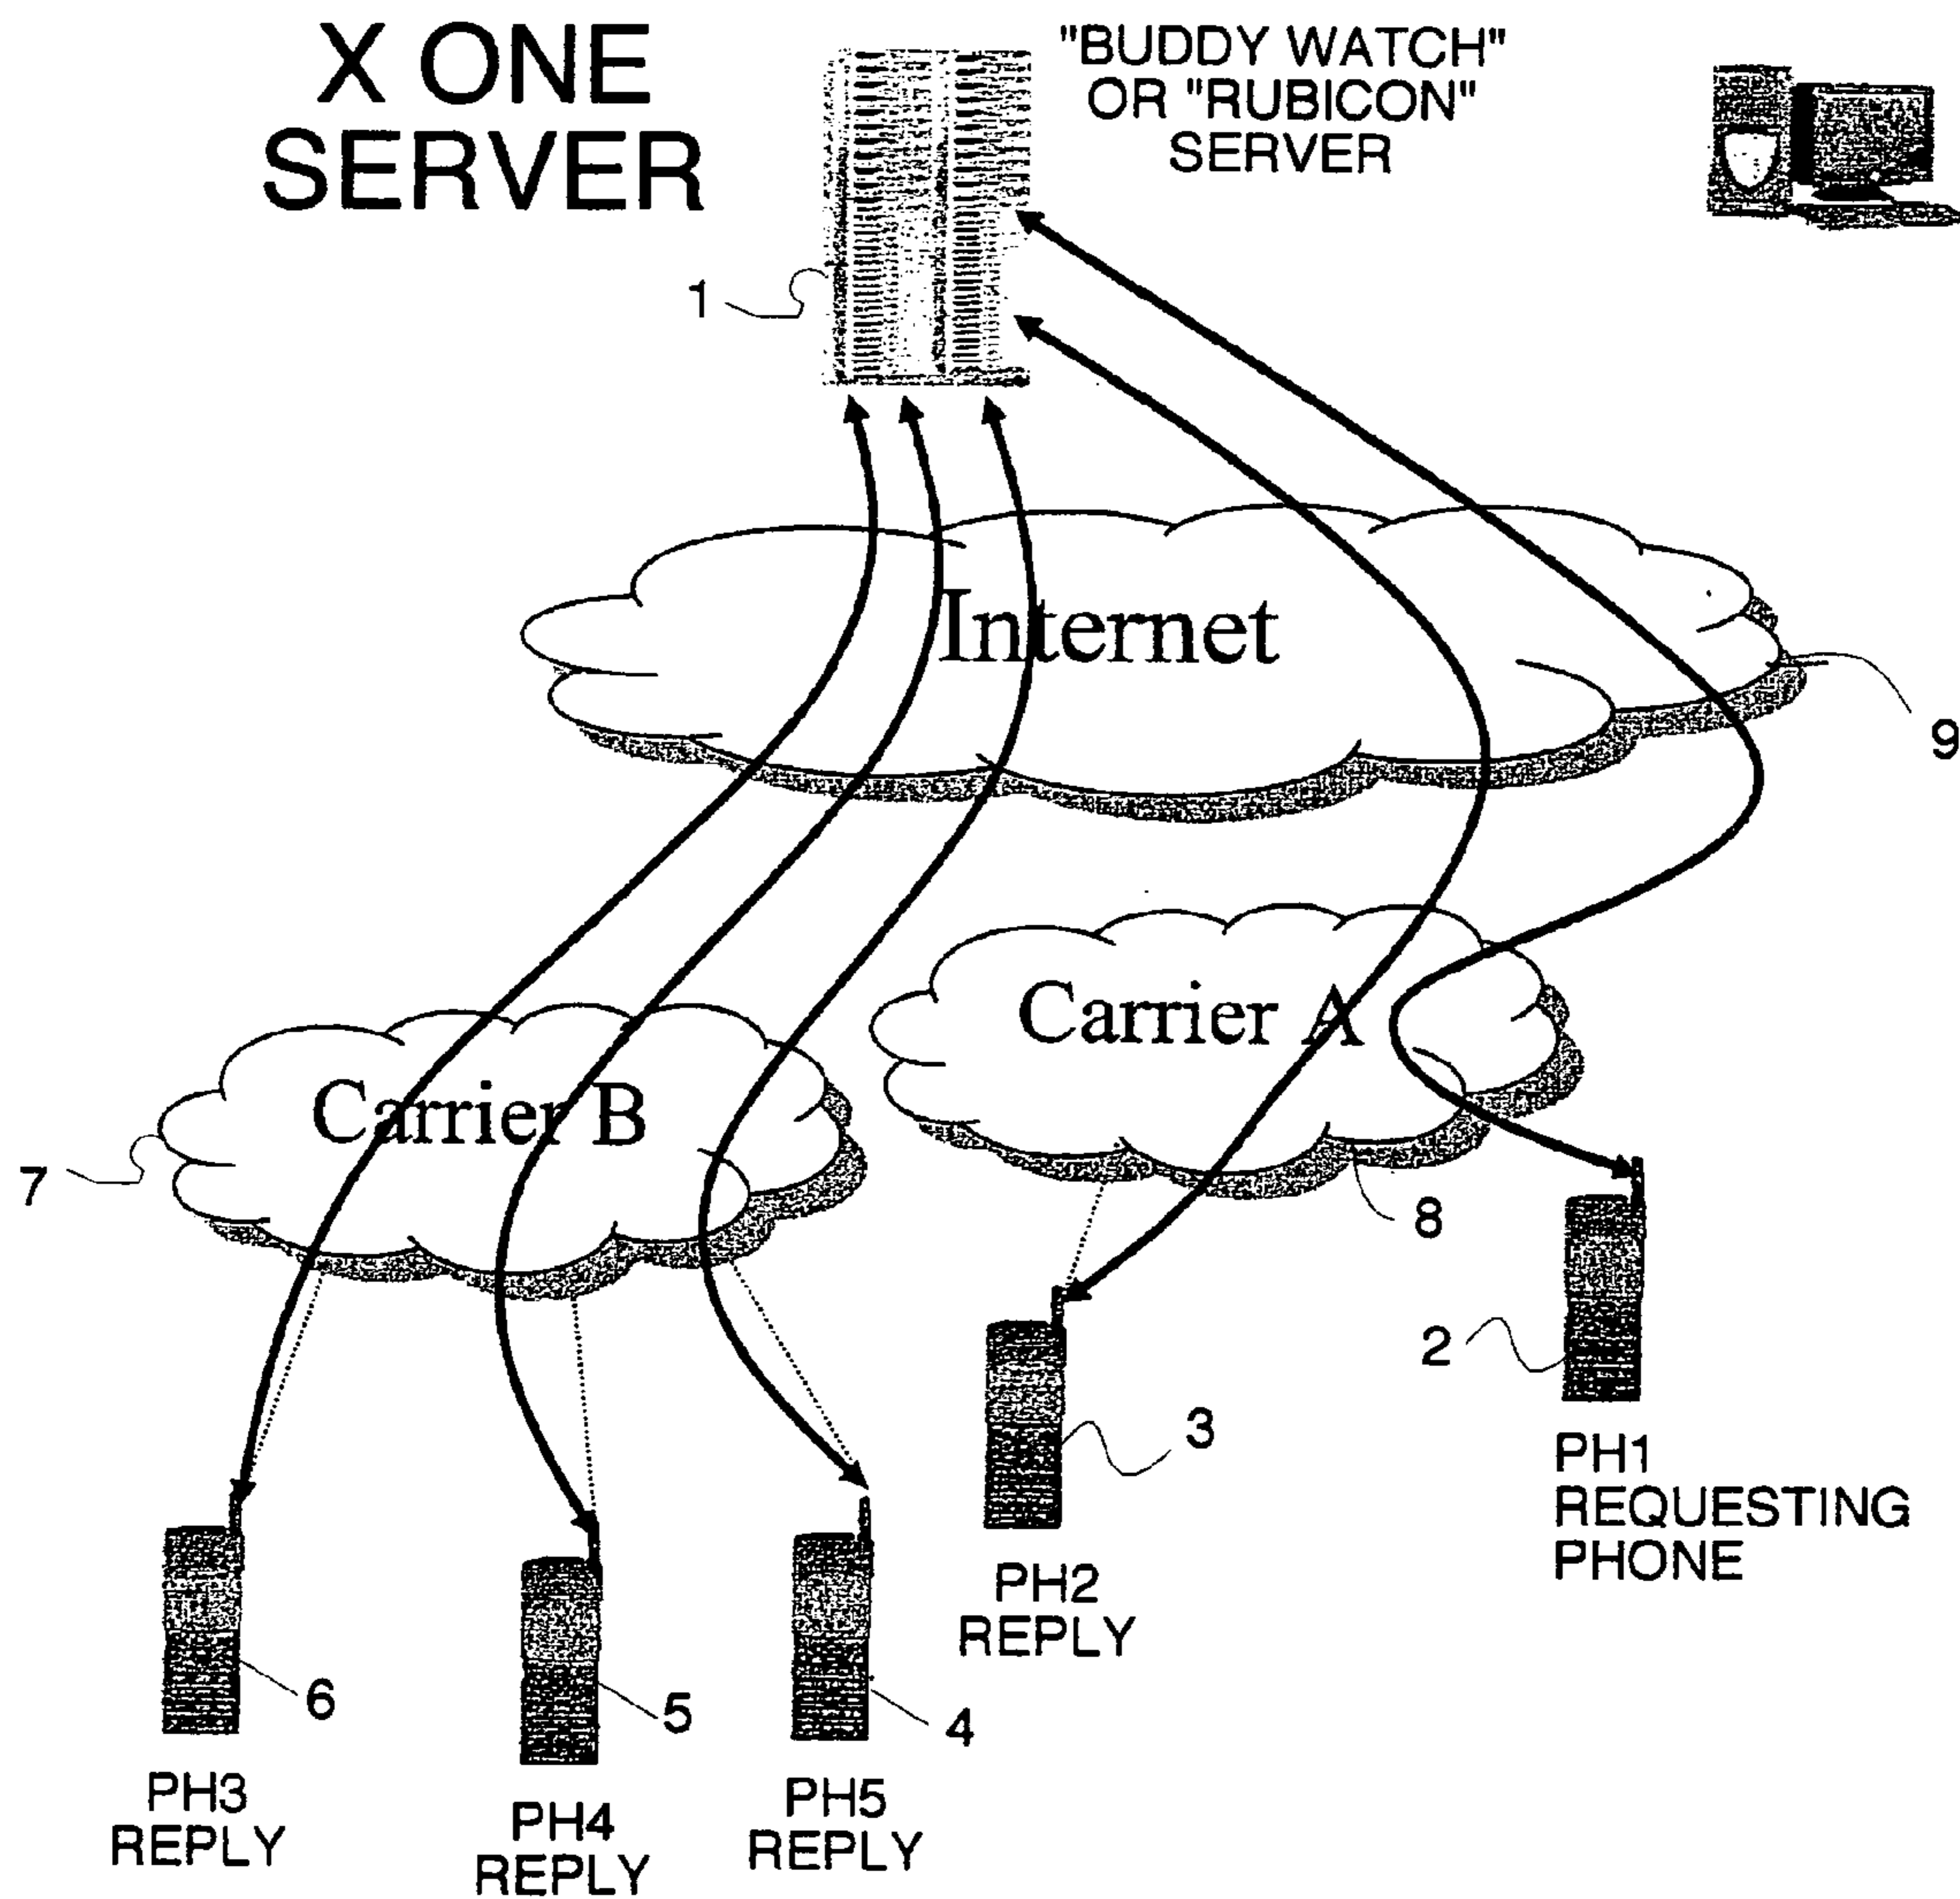 X ONE
SERVER
"BUDDY WATCH"
OR "RUBICON"
SERVER
1
Internet
9
Carrier A
Carrier B
7
8
2
3
PH1
REQUESTING
PHONE
PH2
REPLY
6
5
4
PH3
REPLY
PH4
REPLY
PH5
REPLY